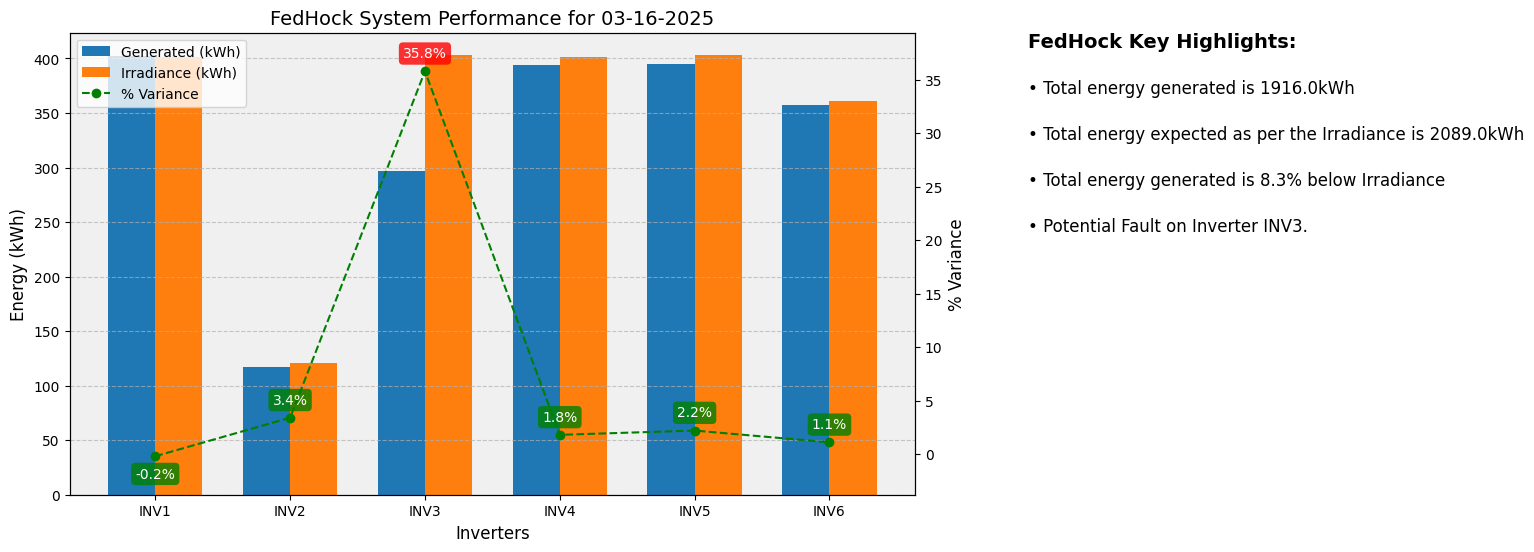 FedHock System Performance for 03-16-2025
Generated (kWh)
Irradiance (kWh)
% Variance
Energy (kWh)
400
350
300
250
200
150
100
50
0
-0.2%
3.4%
35.8%
1.8%
2.2%
1.1%
35
30
25
20
15
10
5
0
% Variance
INV1 INV2 INV3 INV4 INV5 INV6
Inverters
FedHock Key Highlights:
• Total energy generated is 1916.0kWh
• Total energy expected as per the Irradiance is 2089.0kWh
• Total energy generated is 8.3% below Irradiance
• Potential Fault on Inverter INV3.